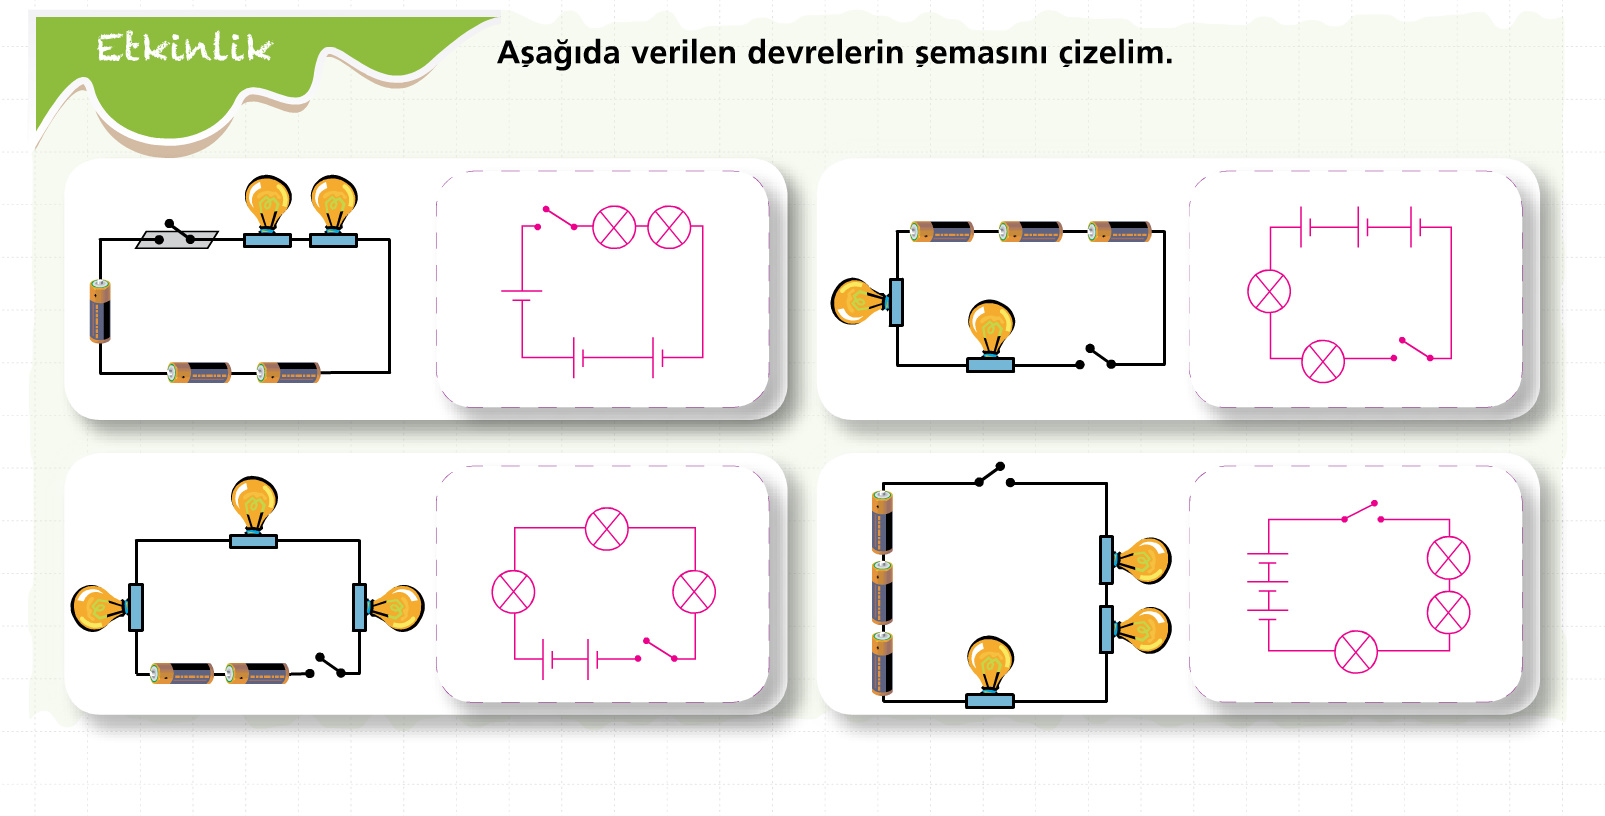 Etkinlik
Aşağıda verilen devrelerin şemasını çizelim.